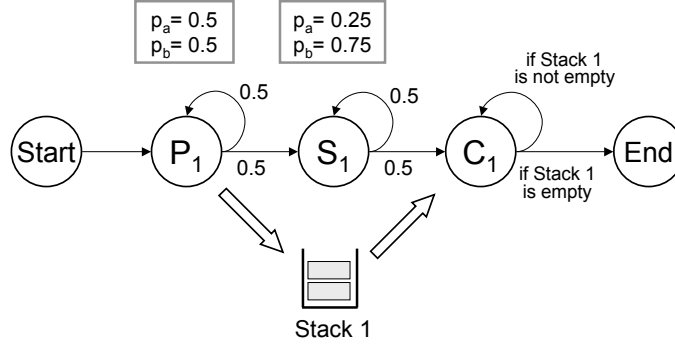 pa= 0.5
pb= 0.5
pa= 0.25
pb= 0.75
if Stack 1
is not empty
0.5
0.5
Start
P1
S1
C1
End
0.5
0.5
if Stack 1
is empty
Stack 1